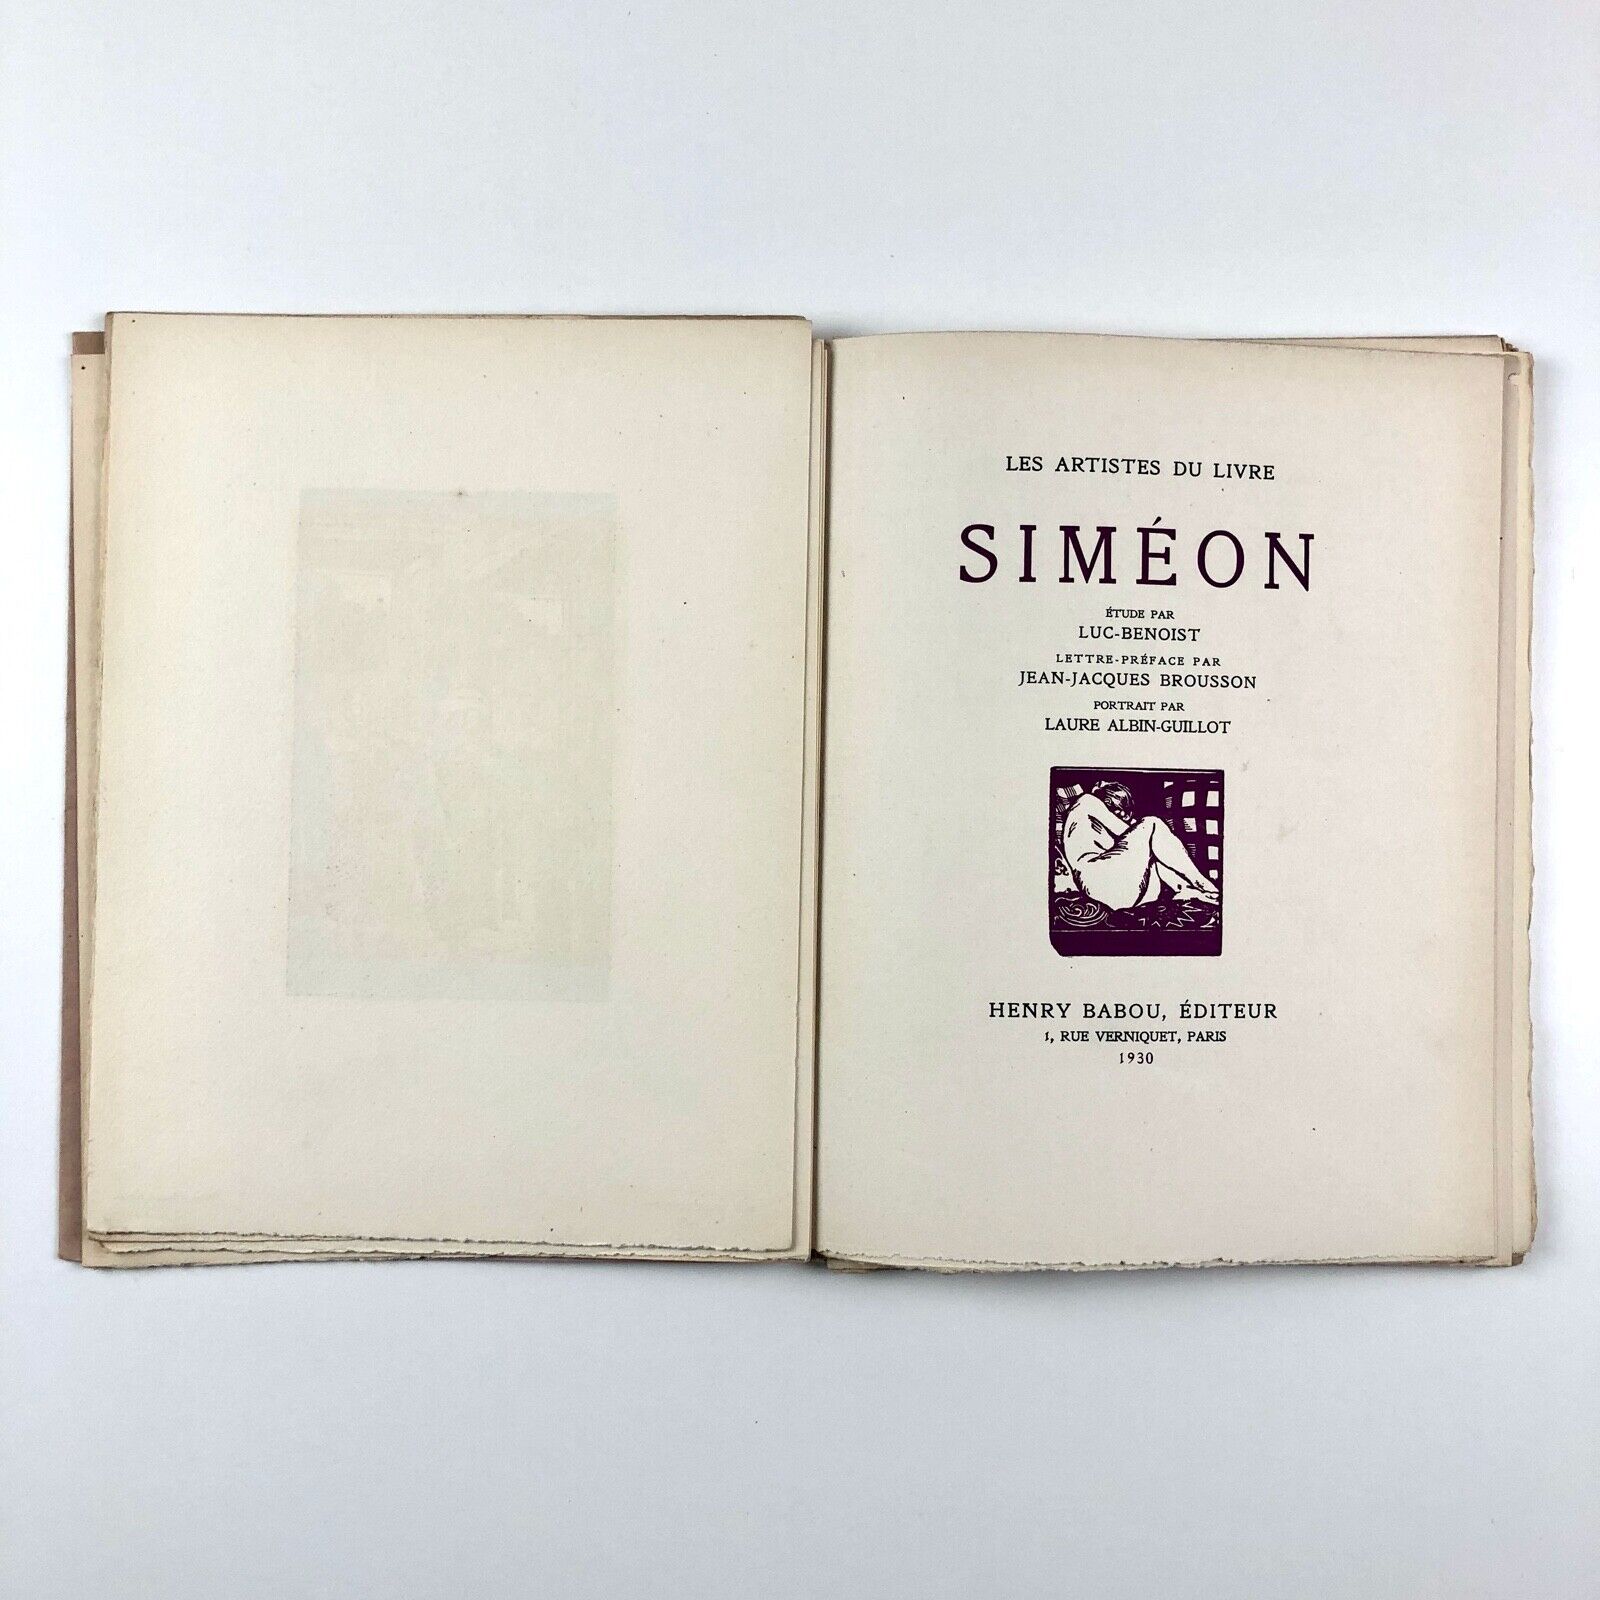 LES ARTISTES DU LIVRE
SIMÉON
ÉTUDE PAR
LUC-BENOIST
LETTRE-PRÉFACE PAR
JEAN-JACQUES BROUSSON
PORTRAIT PAR
LAURE ALBIN-GUILLOT
HENRY BABOU, ÉDITEUR
1, RUE VERNIQUET, PARIS
1930